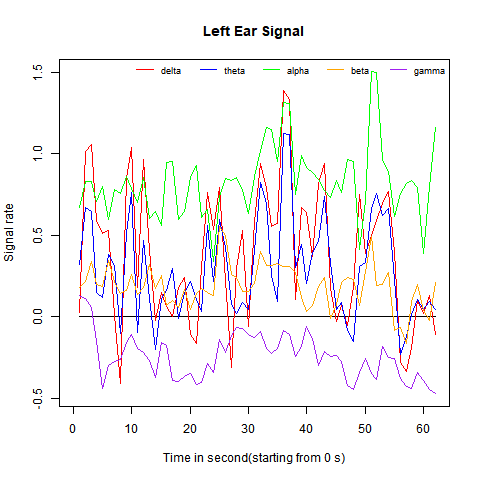 Left Ear Signal
delta theta alpha beta gamma
Signal rate
1.5
1.0
0.5
0.0
-0.5
0 10 20 30 40 50 60
Time in second(starting from 0 s)